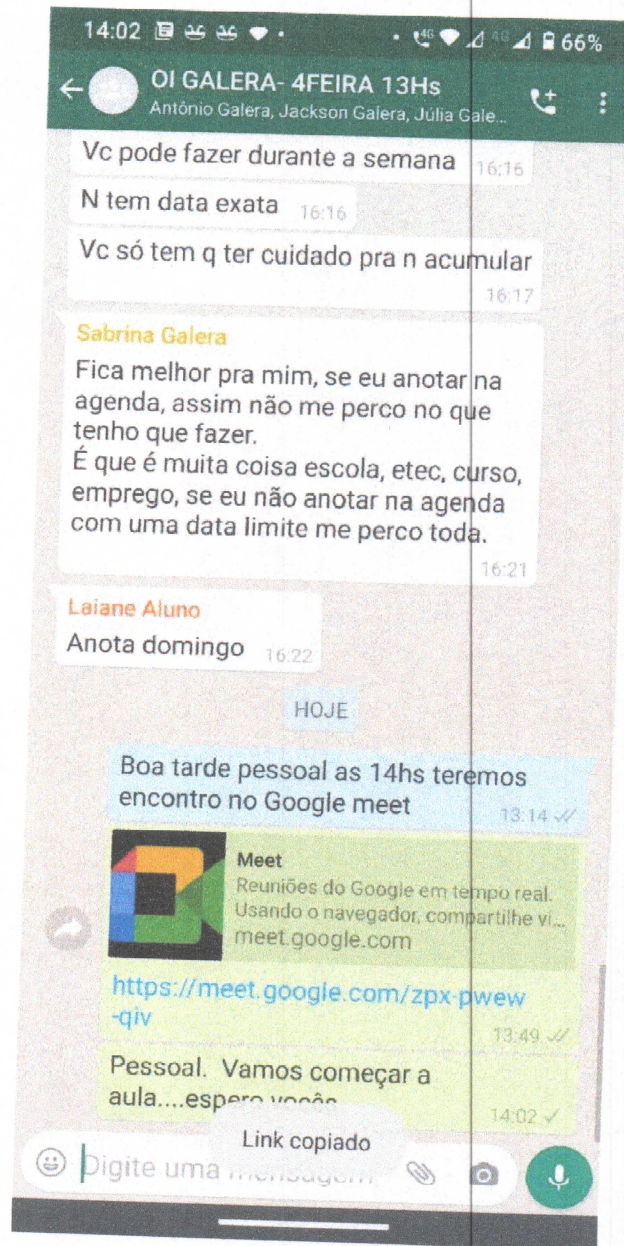 14:02 4G 4G 66%
OI GALERA- 4FEIRA 13Hs
Antônio Galera, Jackson Galera, Júlia Gale...
Vc pode fazer durante a semana 16:16
N tem data exata 16:16
Vc só tem q ter cuidado pra n acumular
16:17
Sabrina Galera
Fica melhor pra mim, se eu anotar na
agenda, assim não me perco no que
tenho que fazer.
É que é muita coisa escola, etec, curso,
emprego, se eu não anotar na agenda
com uma data limite me perco toda.
16:21
Laiane Aluno
Anota domingo 16:22
HOJE
Boa tarde pessoal as 14hs teremos
encontro no Google meet 13:14
Meet
Reuniões do Google em tempo real.
Usando o navegador, compartilhe vi...
meet.google.com
https://meet.google.com/zpx-pwew
-qiv 13:49
Pessoal. Vamos começar a
aula....espero vocês 14:02
Link copiado
Digite uma mensagem